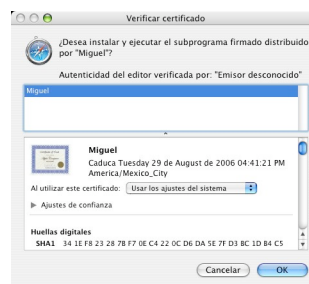 Verificar certificado
¿Desea instalar y ejecutar el subprograma firmado distribuido
por "Miguel"?
Autenticidad del editor verificada por: "Emisor desconocido"
Miguel
Miguel
Caduca Tuesday 29 de August de 2006 04:41:21 PM
America/Mexico_City
Al utilizar este certificado: Usar los ajustes del sistema
Ajustes de confianza
Huellas digitales
SHA1 34 1E F8 23 28 7B F7 0E C4 22 0C D6 DA 5E 7F D3 BC 1D B4 C5
Cancelar OK